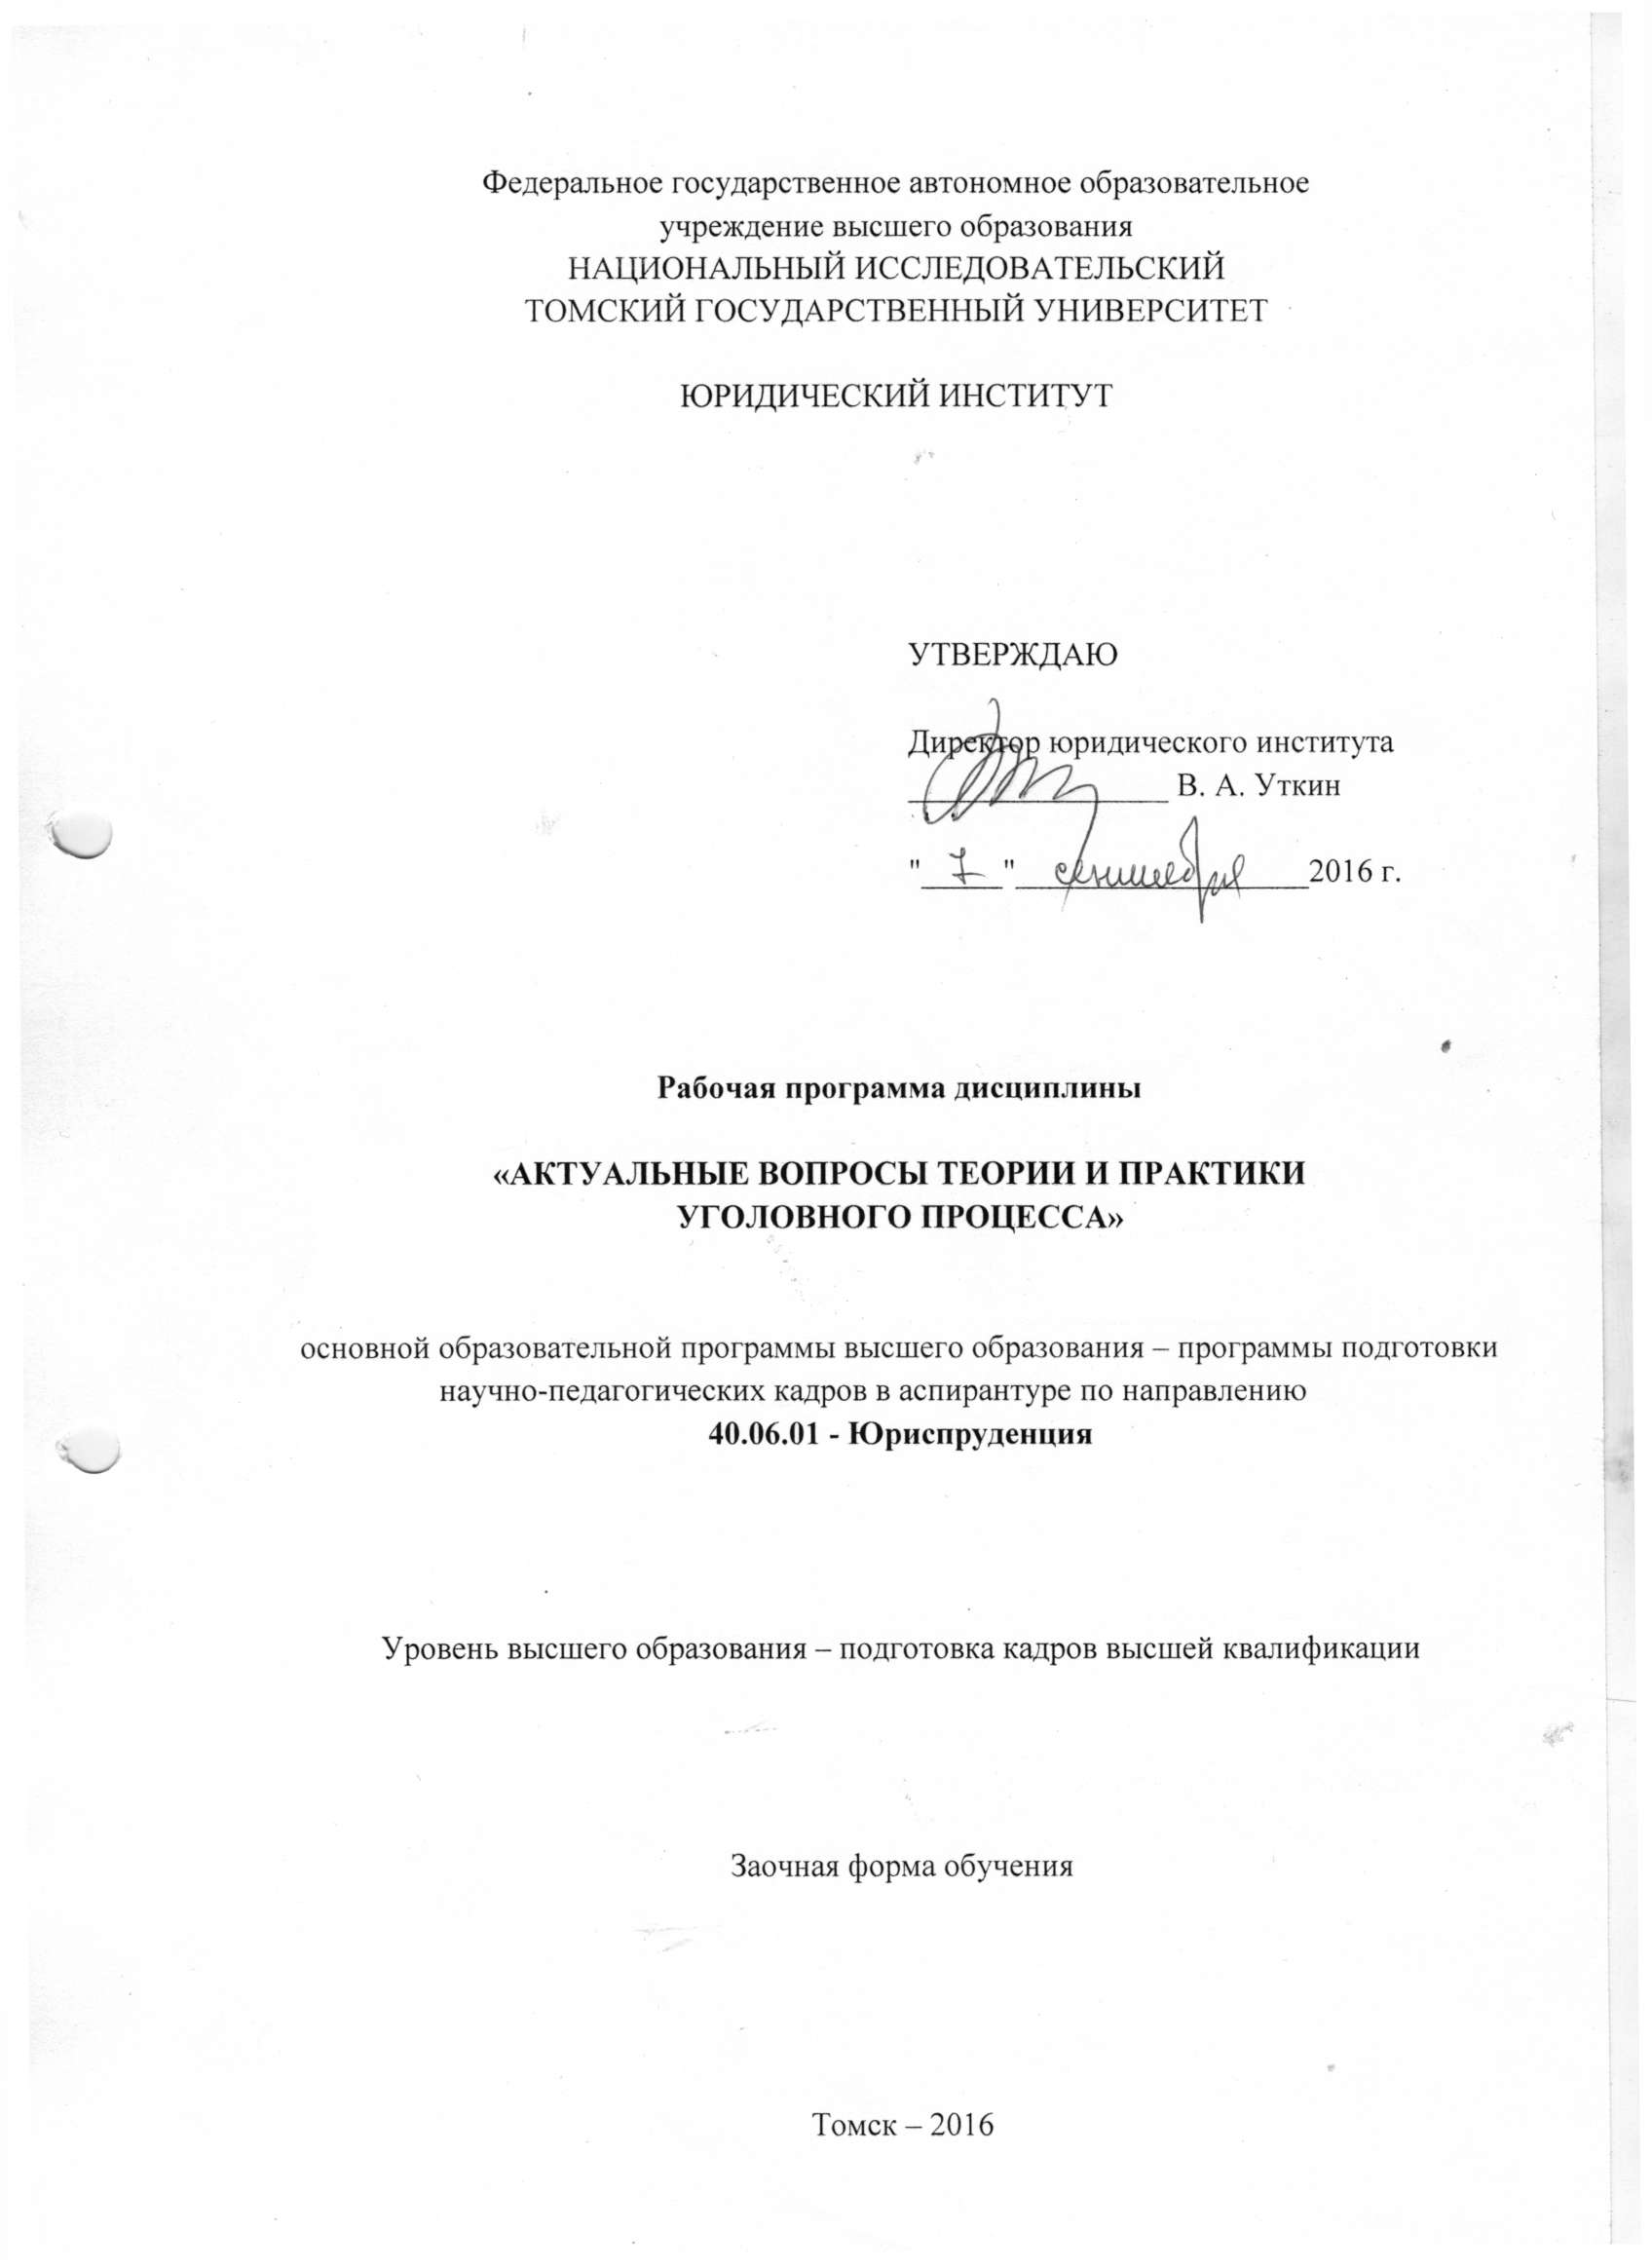 Федеральное государственное автономное образовательное
учреждение высшего образования
НАЦИОНАЛЬНЫЙ ИССЛЕДОВАТЕЛЬСКИЙ
ТОМСКИЙ ГОСУДАРСТВЕННЫЙ УНИВЕРСИТЕТ
ЮРИДИЧЕСКИЙ ИНСТИТУТ
УТВЕРЖДАЮ
Директор юридического института
В. А. Уткин
" 7 " сентября 2016 г.
Рабочая программа дисциплины
«АКТУАЛЬНЫЕ ВОПРОСЫ ТЕОРИИ И ПРАКТИКИ
УГОЛОВНОГО ПРОЦЕССА»
основной образовательной программы высшего образования – программы подготовки
научно-педагогических кадров в аспирантуре по направлению
40.06.01 - Юриспруденция
Уровень высшего образования – подготовка кадров высшей квалификации
Заочная форма обучения
Томск – 2016